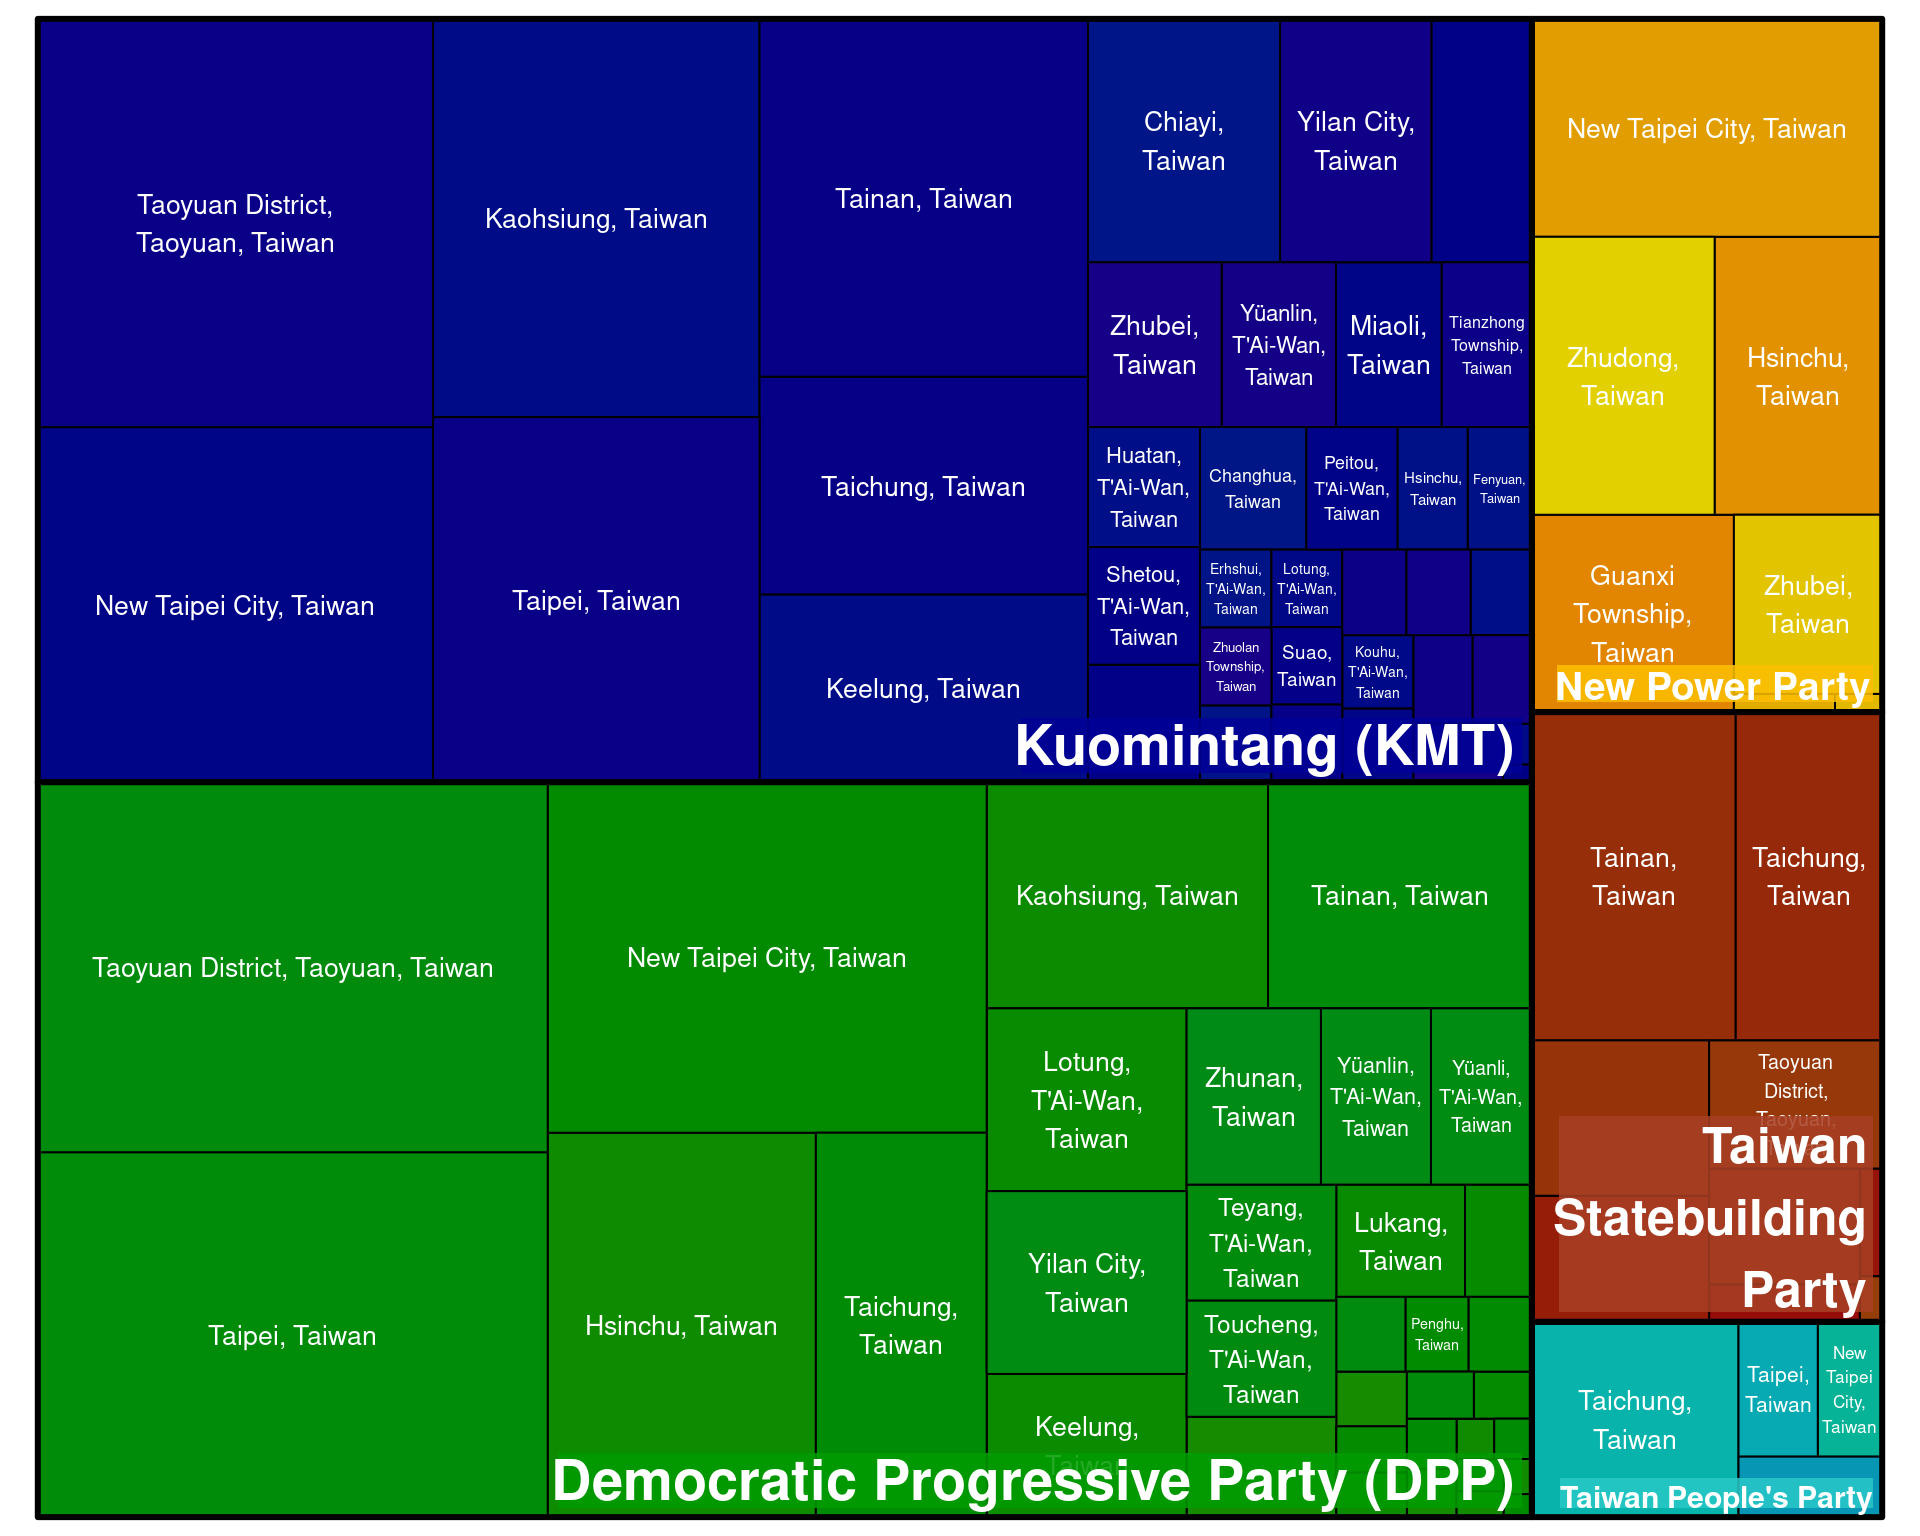 Taoyuan District,
Taoyuan, Taiwan
Kaohsiung, Taiwan
Tainan, Taiwan
Chiayi,
Taiwan
Yilan City,
Taiwan
Zhubei,
Taiwan
Yüanlin,
T'Ai-Wan,
Taiwan
Miaoli,
Taiwan
Tianzhong
Township,
Taiwan
New Taipei City, Taiwan
Taipei, Taiwan
Taichung, Taiwan
Keelung, Taiwan
Huatan,
T'Ai-Wan,
Taiwan
Changhua,
Taiwan
Peitou,
T'Ai-Wan,
Taiwan
Hsinchu,
Taiwan
Fenyuan,
Taiwan
Shetou,
T'Ai-Wan,
Taiwan
Erhshui,
T'Ai-Wan,
Taiwan
Lotung,
T'Ai-Wan,
Taiwan
Zhuolan
Township,
Taiwan
Suao,
Taiwan
Kouhu,
T'Ai-Wan,
Taiwan
Kuomintang (KMT)
Taoyuan District, Taoyuan, Taiwan
New Taipei City, Taiwan
Kaohsiung, Taiwan
Tainan, Taiwan
Taipei, Taiwan
Hsinchu, Taiwan
Taichung,
Taiwan
Lotung,
T'Ai-Wan,
Taiwan
Zhunan,
Taiwan
Yüanlin,
T'Ai-Wan,
Taiwan
Yüanli,
T'Ai-Wan,
Taiwan
Yilan City,
Taiwan
Teyang,
T'Ai-Wan,
Taiwan
Lukang,
Taiwan
Toucheng,
T'Ai-Wan,
Taiwan
Penghu,
Taiwan
Keelung,
Taiwan
Democratic Progressive Party (DPP)
New Taipei City, Taiwan
Zhudong,
Taiwan
Hsinchu,
Taiwan
Guanxi
Township,
Taiwan
Zhubei,
Taiwan
New Power Party
Tainan,
Taiwan
Taichung,
Taiwan
Taoyuan
District,
Taoyuan,
Taiwan
Statebuilding
Party
Taichung,
Taiwan
Taipei,
Taiwan
New
Taipei
City,
Taiwan
Taiwan People's Party